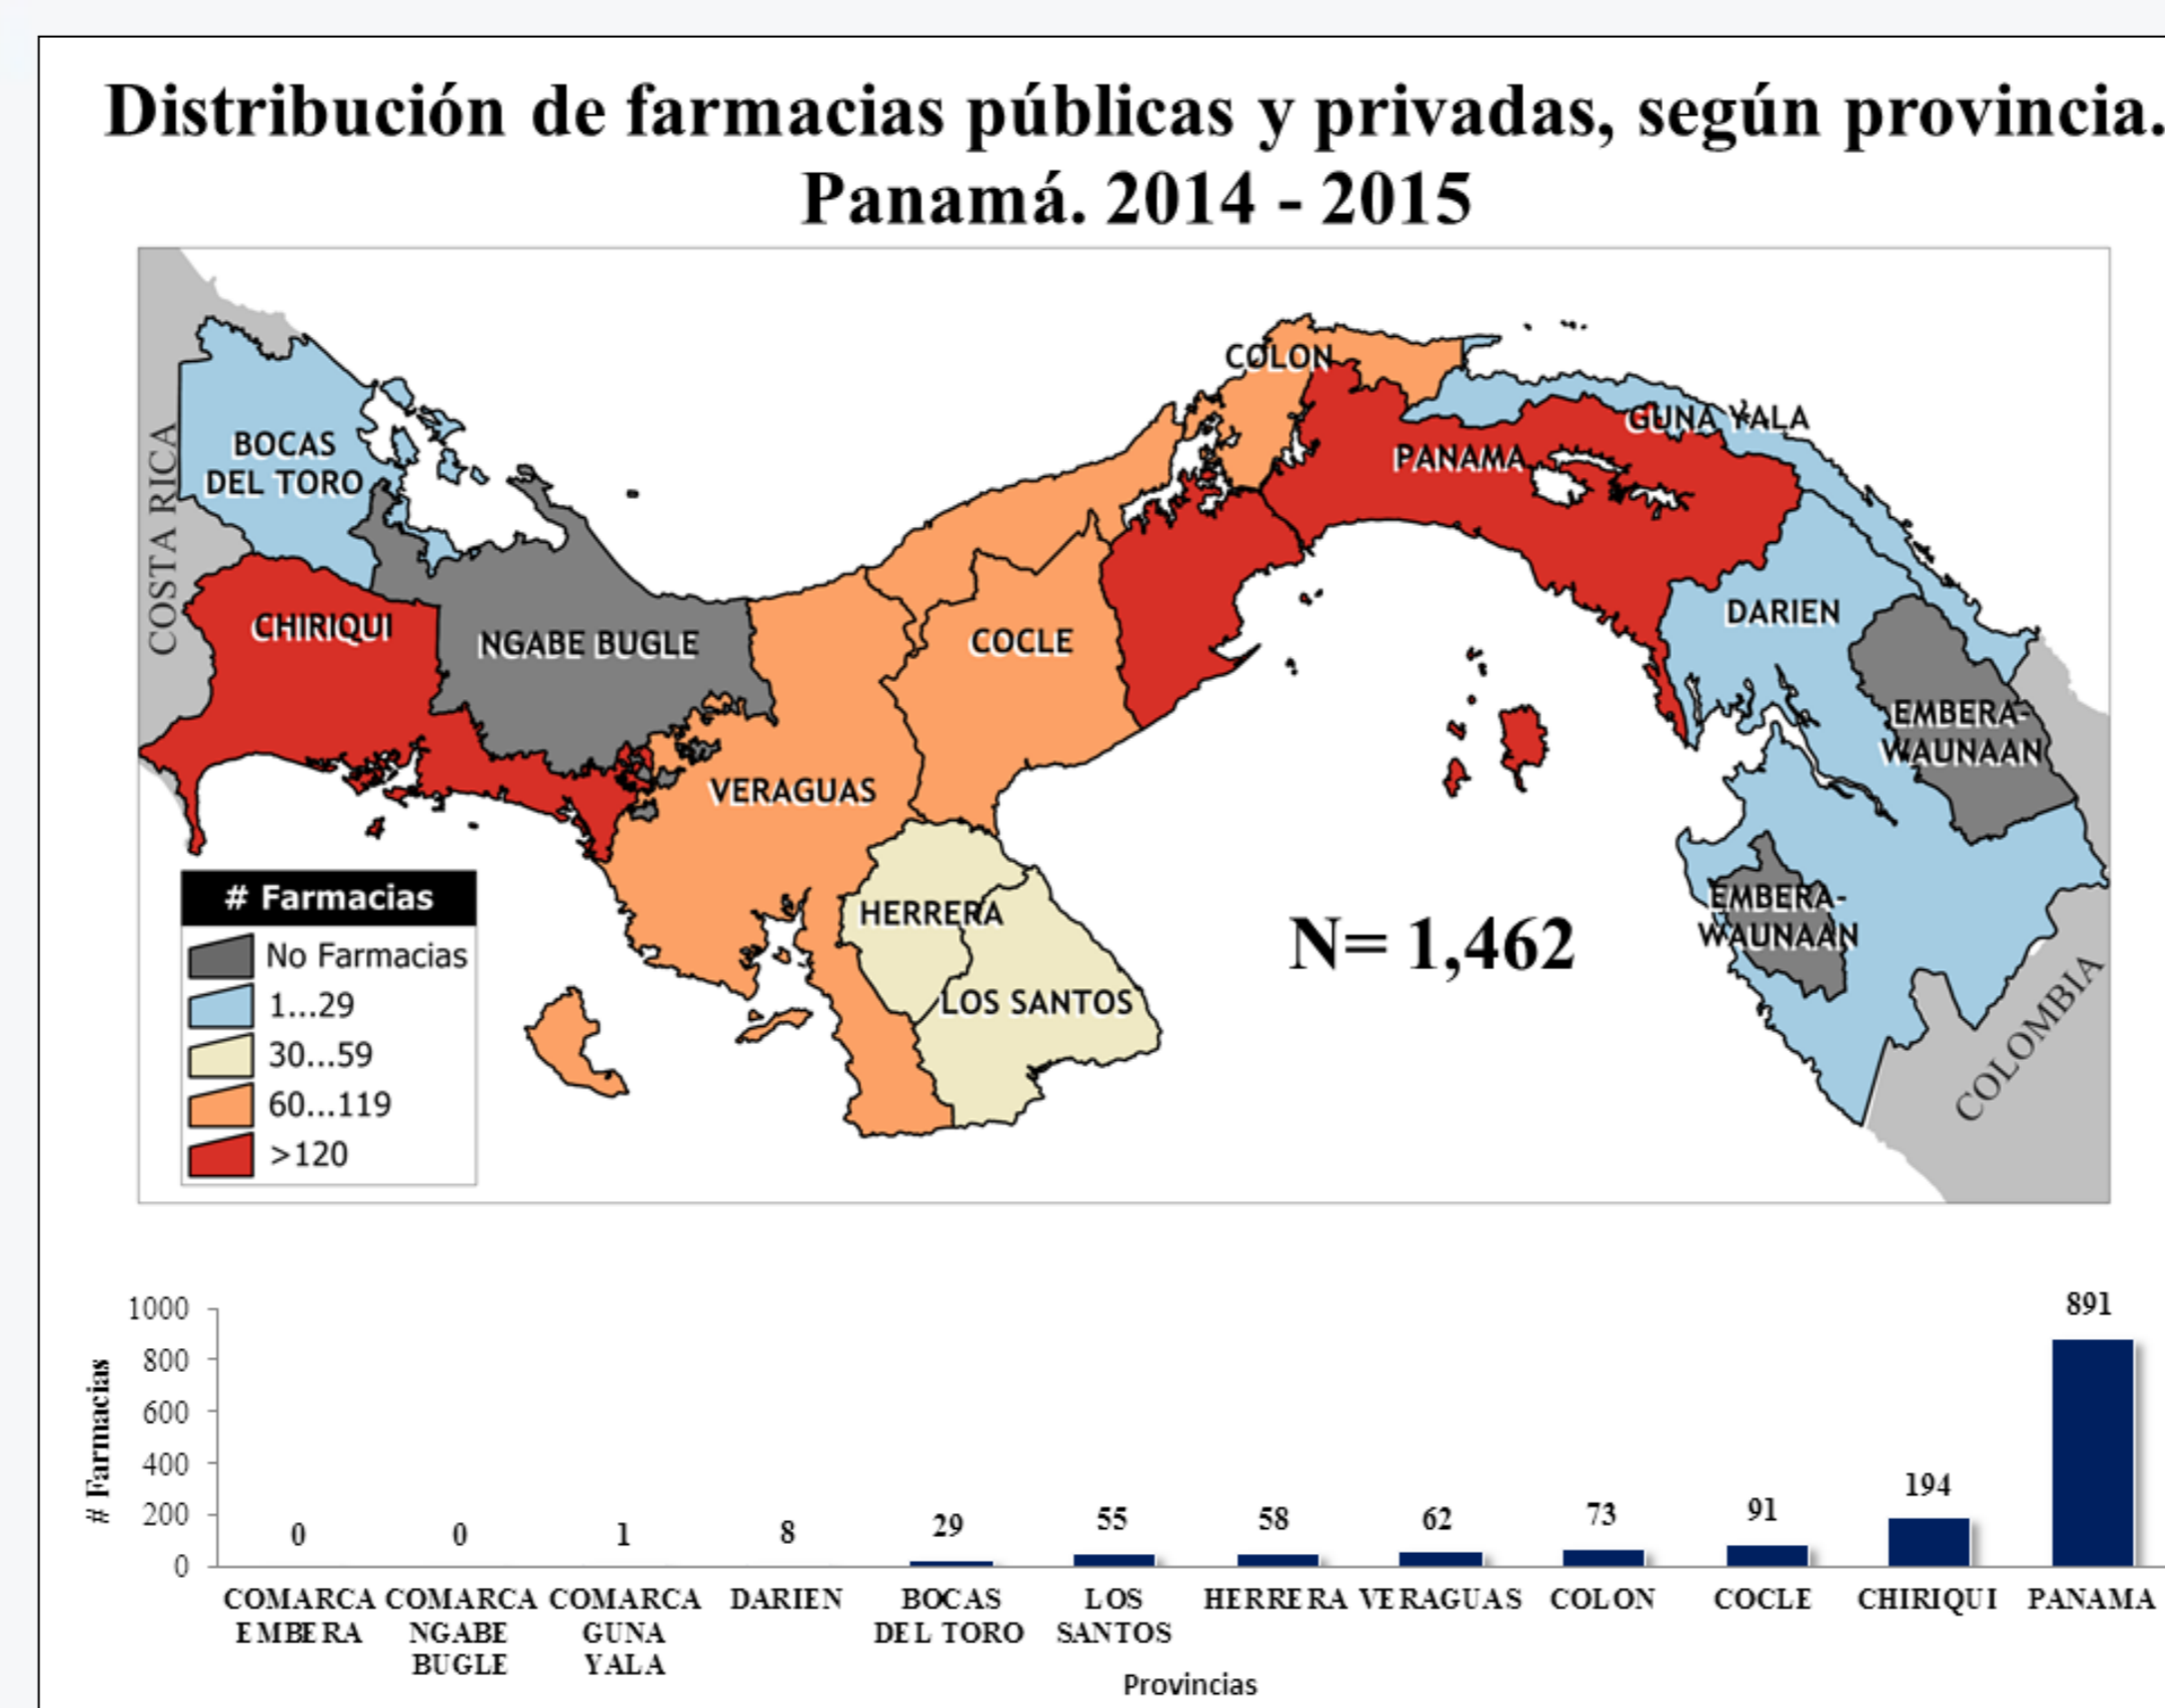 Distribución de farmacias públicas y privadas, según provincia.
Panamá. 2014 - 2015
COSTA RICA
BOCAS
DEL TORO
CHIRIQUI
NGABE BUGLE
VERAGUAS
COCLE
COLON
PANAMA
GUNA YALA
DARIEN
EMBERA-
WAUNAAN
EMBERA-
WAUNAAN
HERRERA
LOS SANTOS
COLOMBIA
N= 1,462
# Farmacias
No Farmacias
1...29
30...59
60...119
>120
# Farmacias
1000
800
600
400
200
0
0
0
1
8
29
55
58
62
73
91
194
891
COMARCA
EMBERA
COMARCA
NGABE
BUGLE
COMARCA
GUNA
YALA
DARIEN
BOCAS
DEL TORO
LOS
SANTOS
HERRERA
VERAGUAS
COLON
COCLE
CHIRIQUI
PANAMA
Provincias